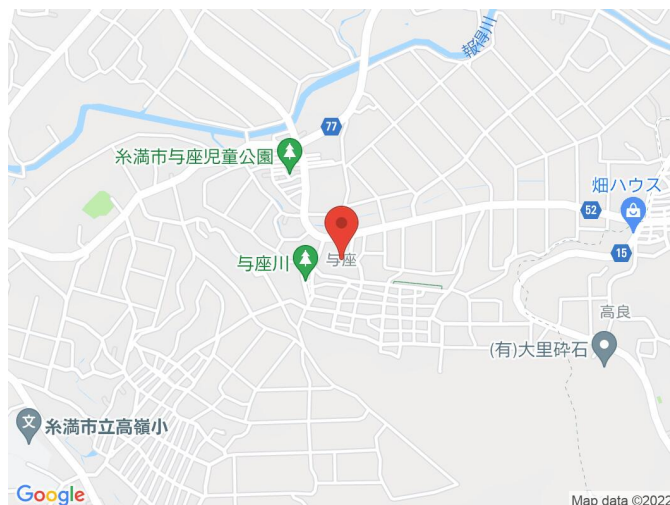 報得川
77
糸満市与座児童公園
畑ハウス
52
与座川
与座
15
高良
(有)大里砕石
糸満市立高嶺小
文
Google
Map data ©2022